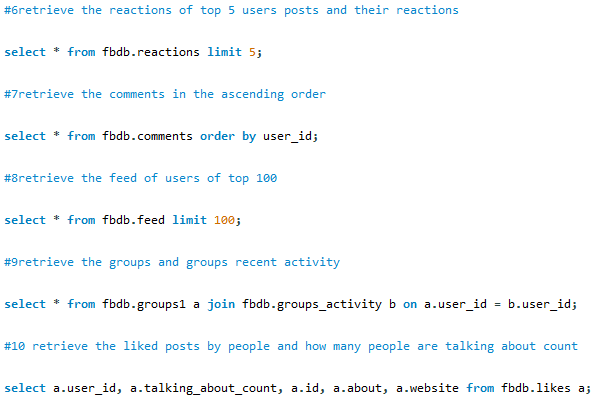 #6retrieve the reactions of top 5 users posts and their reactions
select * from fbdb.reactions limit 5;
#7retrieve the comments in the ascending order
select * from fbdb.comments order by user_id;
#8retrieve the feed of users of top 100
select * from fbdb.feed limit 100;
#9retrieve the groups and groups recent activity
select * from fbdb.groups1 a join fbdb.groups_activity b on a.user_id = b.user_id;
#10 retrieve the liked posts by people and how many people are talking about count
select a.user_id, a.talking_about_count, a.id, a.about, a.website from fbdb.likes a;